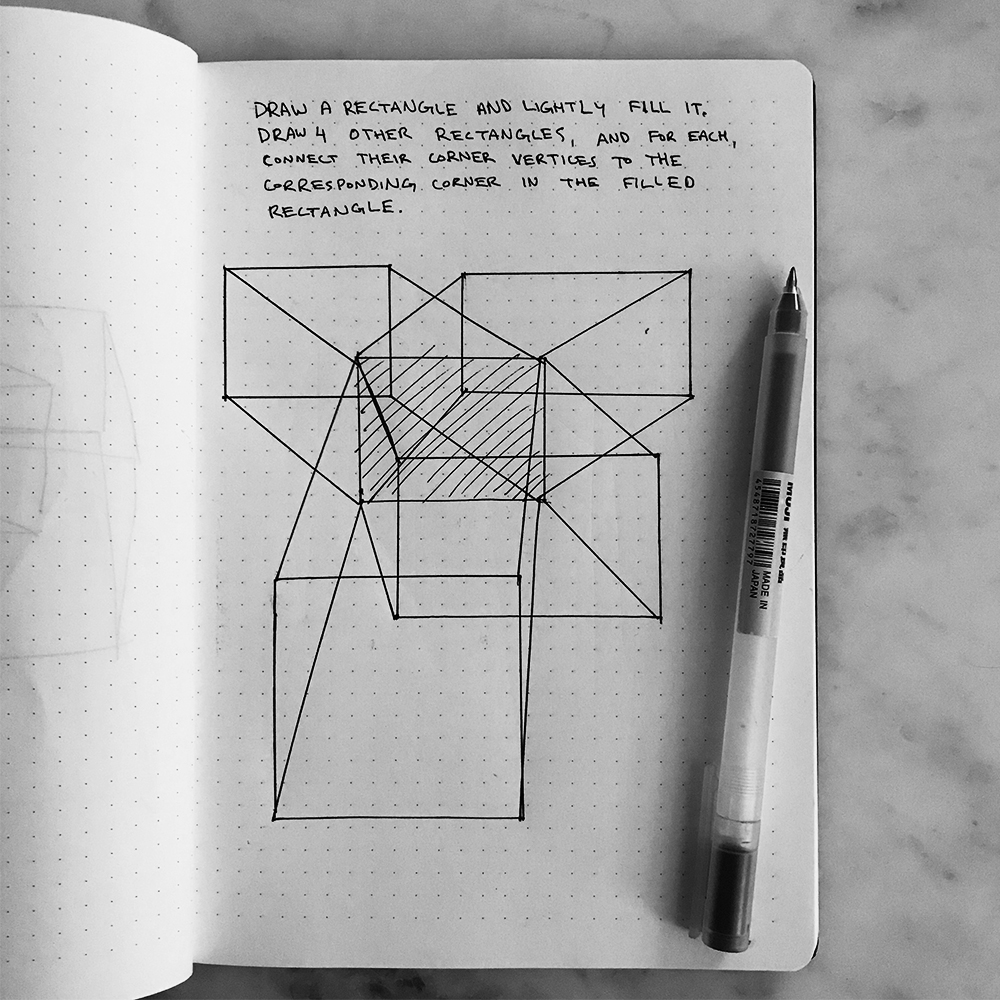 DRAW A RECTANGLE AND LIGHTLY FILL IT.
DRAW 4 OTHER RECTANGLES, AND FOR EACH,
CONNECT THEIR CORNER VERTICES TO THE
CORRESPONDING CORNER IN THE FILLED
RECTANGLE.
MUJI
4548718727797
MADE IN
JAPAN